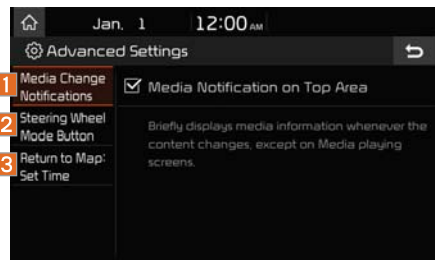 Jan. 1 12:00 AM
Advanced Settings
1 Media Change
Notifications
Media Notification on Top Area
2 Steering Wheel
Mode Button
Briefly displays media information whenever the
content changes, except on Media playing
screens.
3 Return to Map:
Set Time